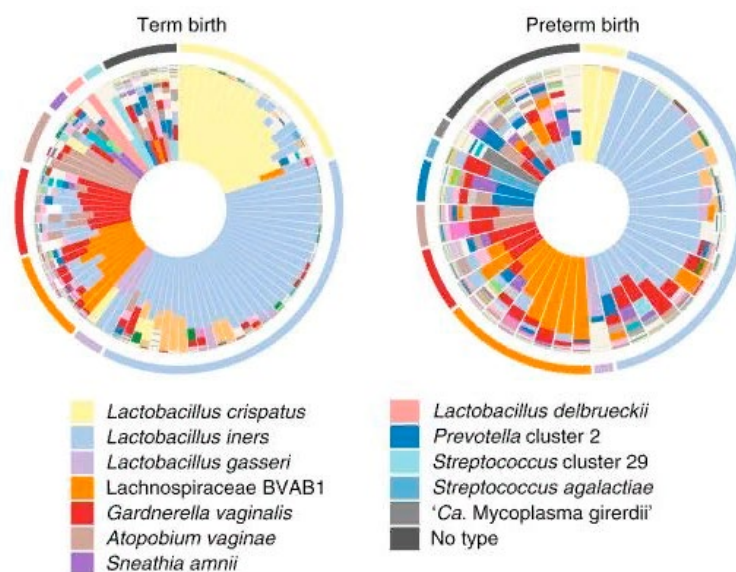 Term birth
Preterm birth
Lactobacillus crispatus
Lactobacillus iners
Lactobacillus gasseri
Lachnospiraceae BVAB1
Gardnerella vaginalis
Atopobium vaginae
Sneathia amnii
Lactobacillus delbrueckii
Prevotella cluster 2
Streptococcus cluster 29
Streptococcus agalactiae
‘Ca. Mycoplasma girerdii’
No type